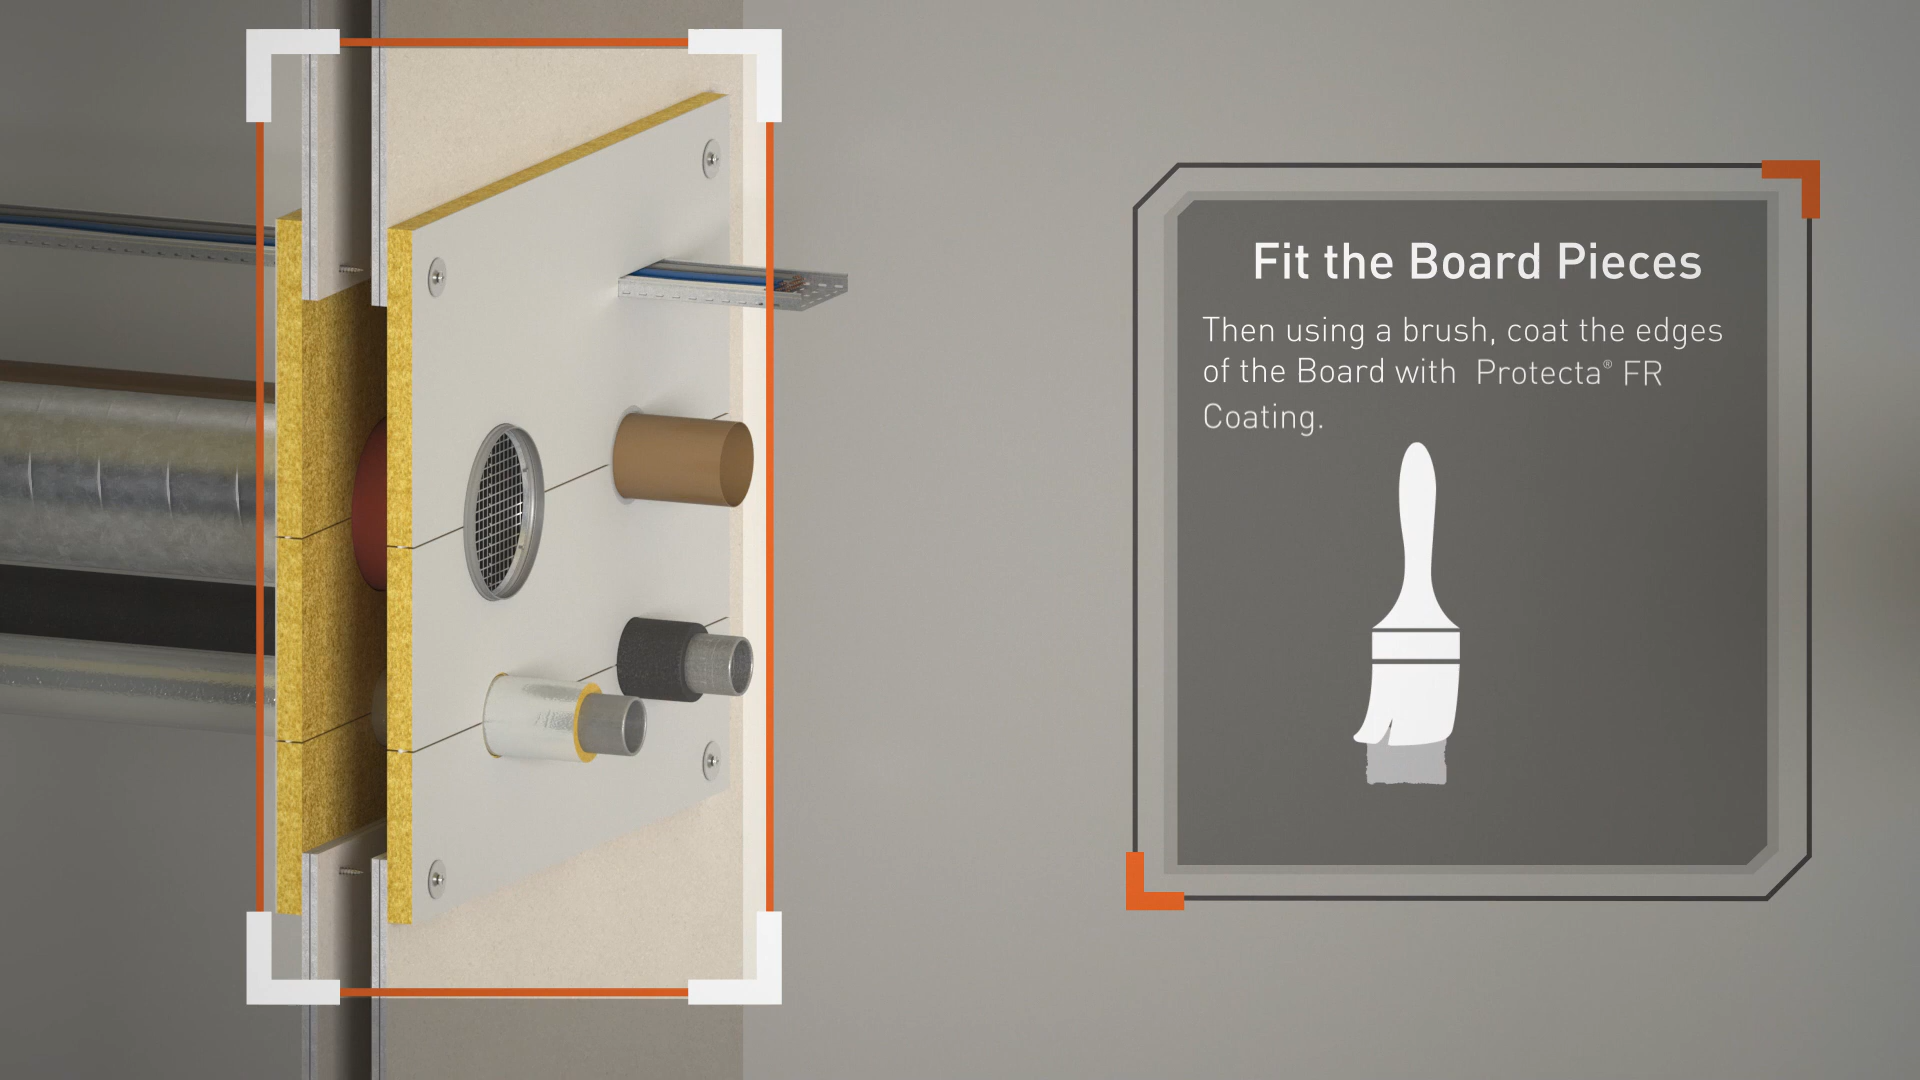 Fit the Board Pieces
Then using a brush, coat the edges
of the Board with Protecta® FR
Coating.